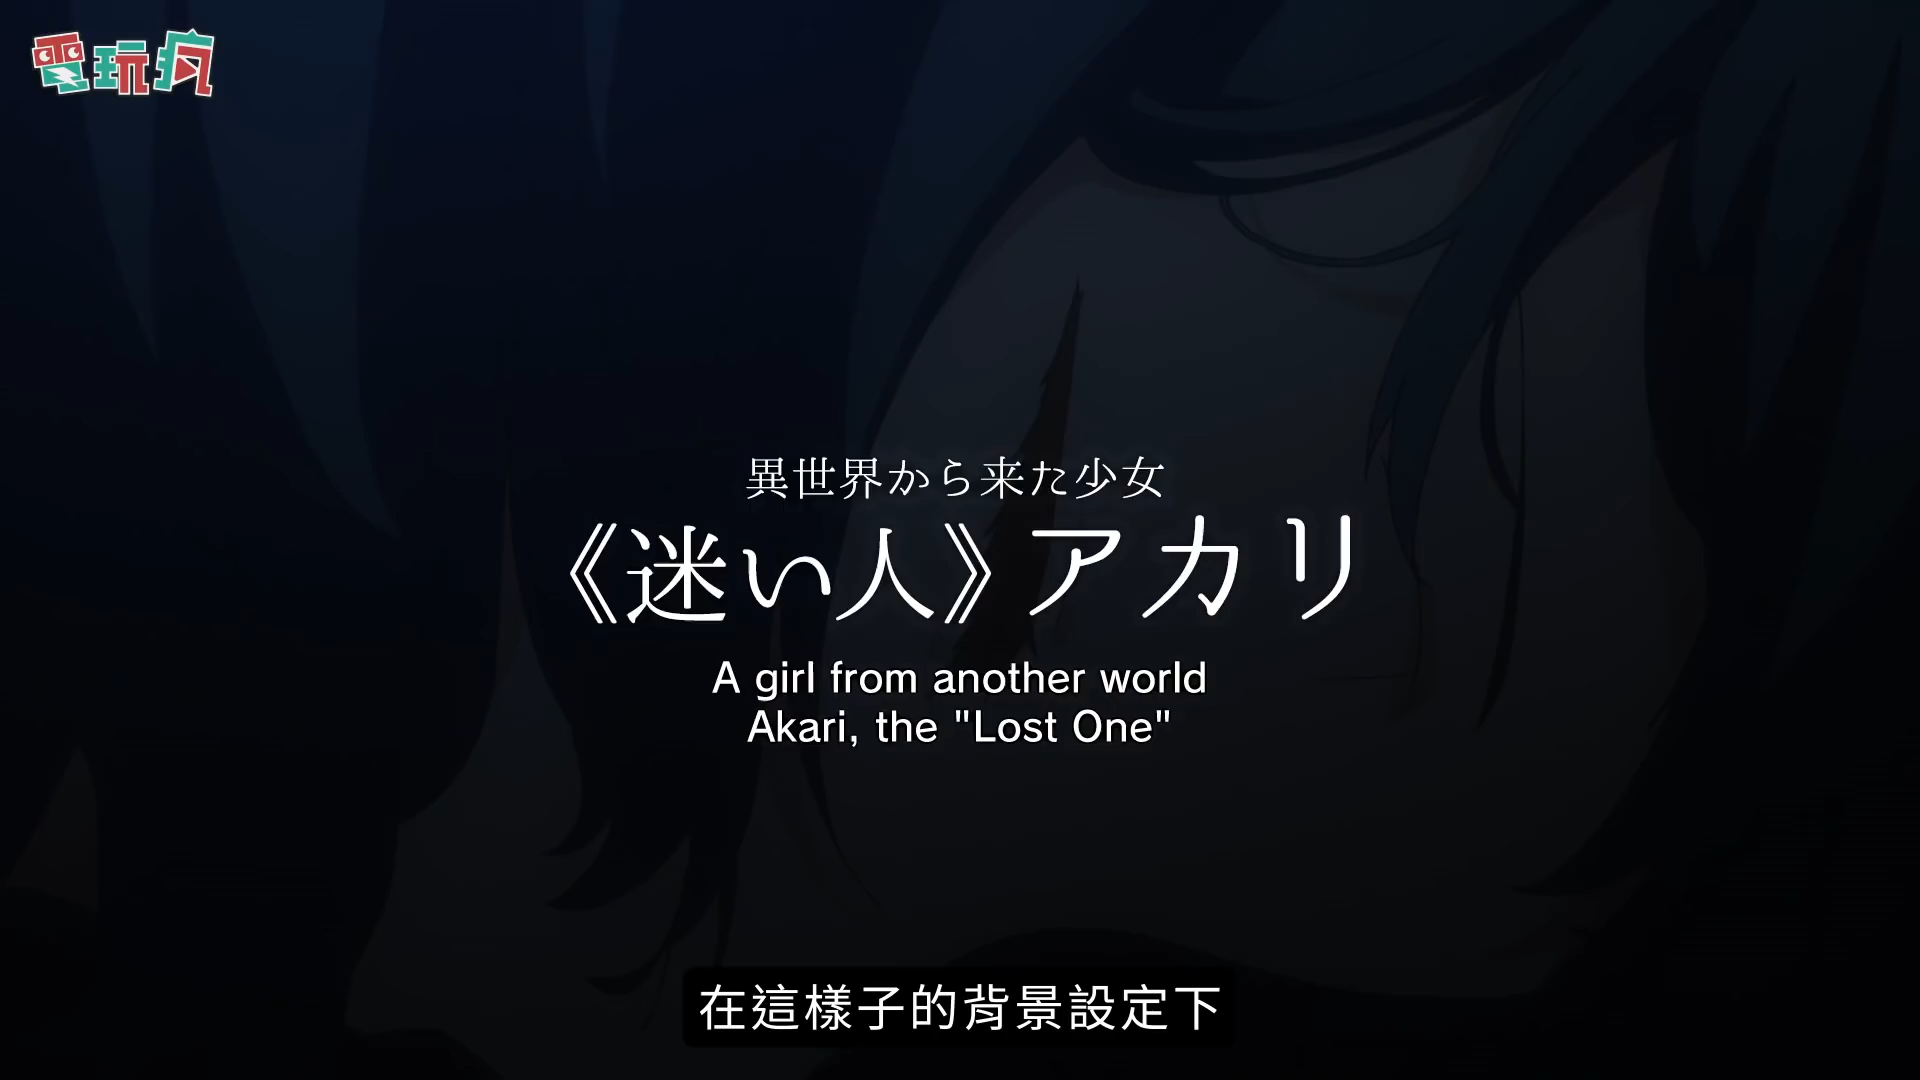 電玩瘋
異世界から来た少女
《迷い人》アカリ
A girl from another world
Akari, the "Lost One"
在這樣子的背景設定下